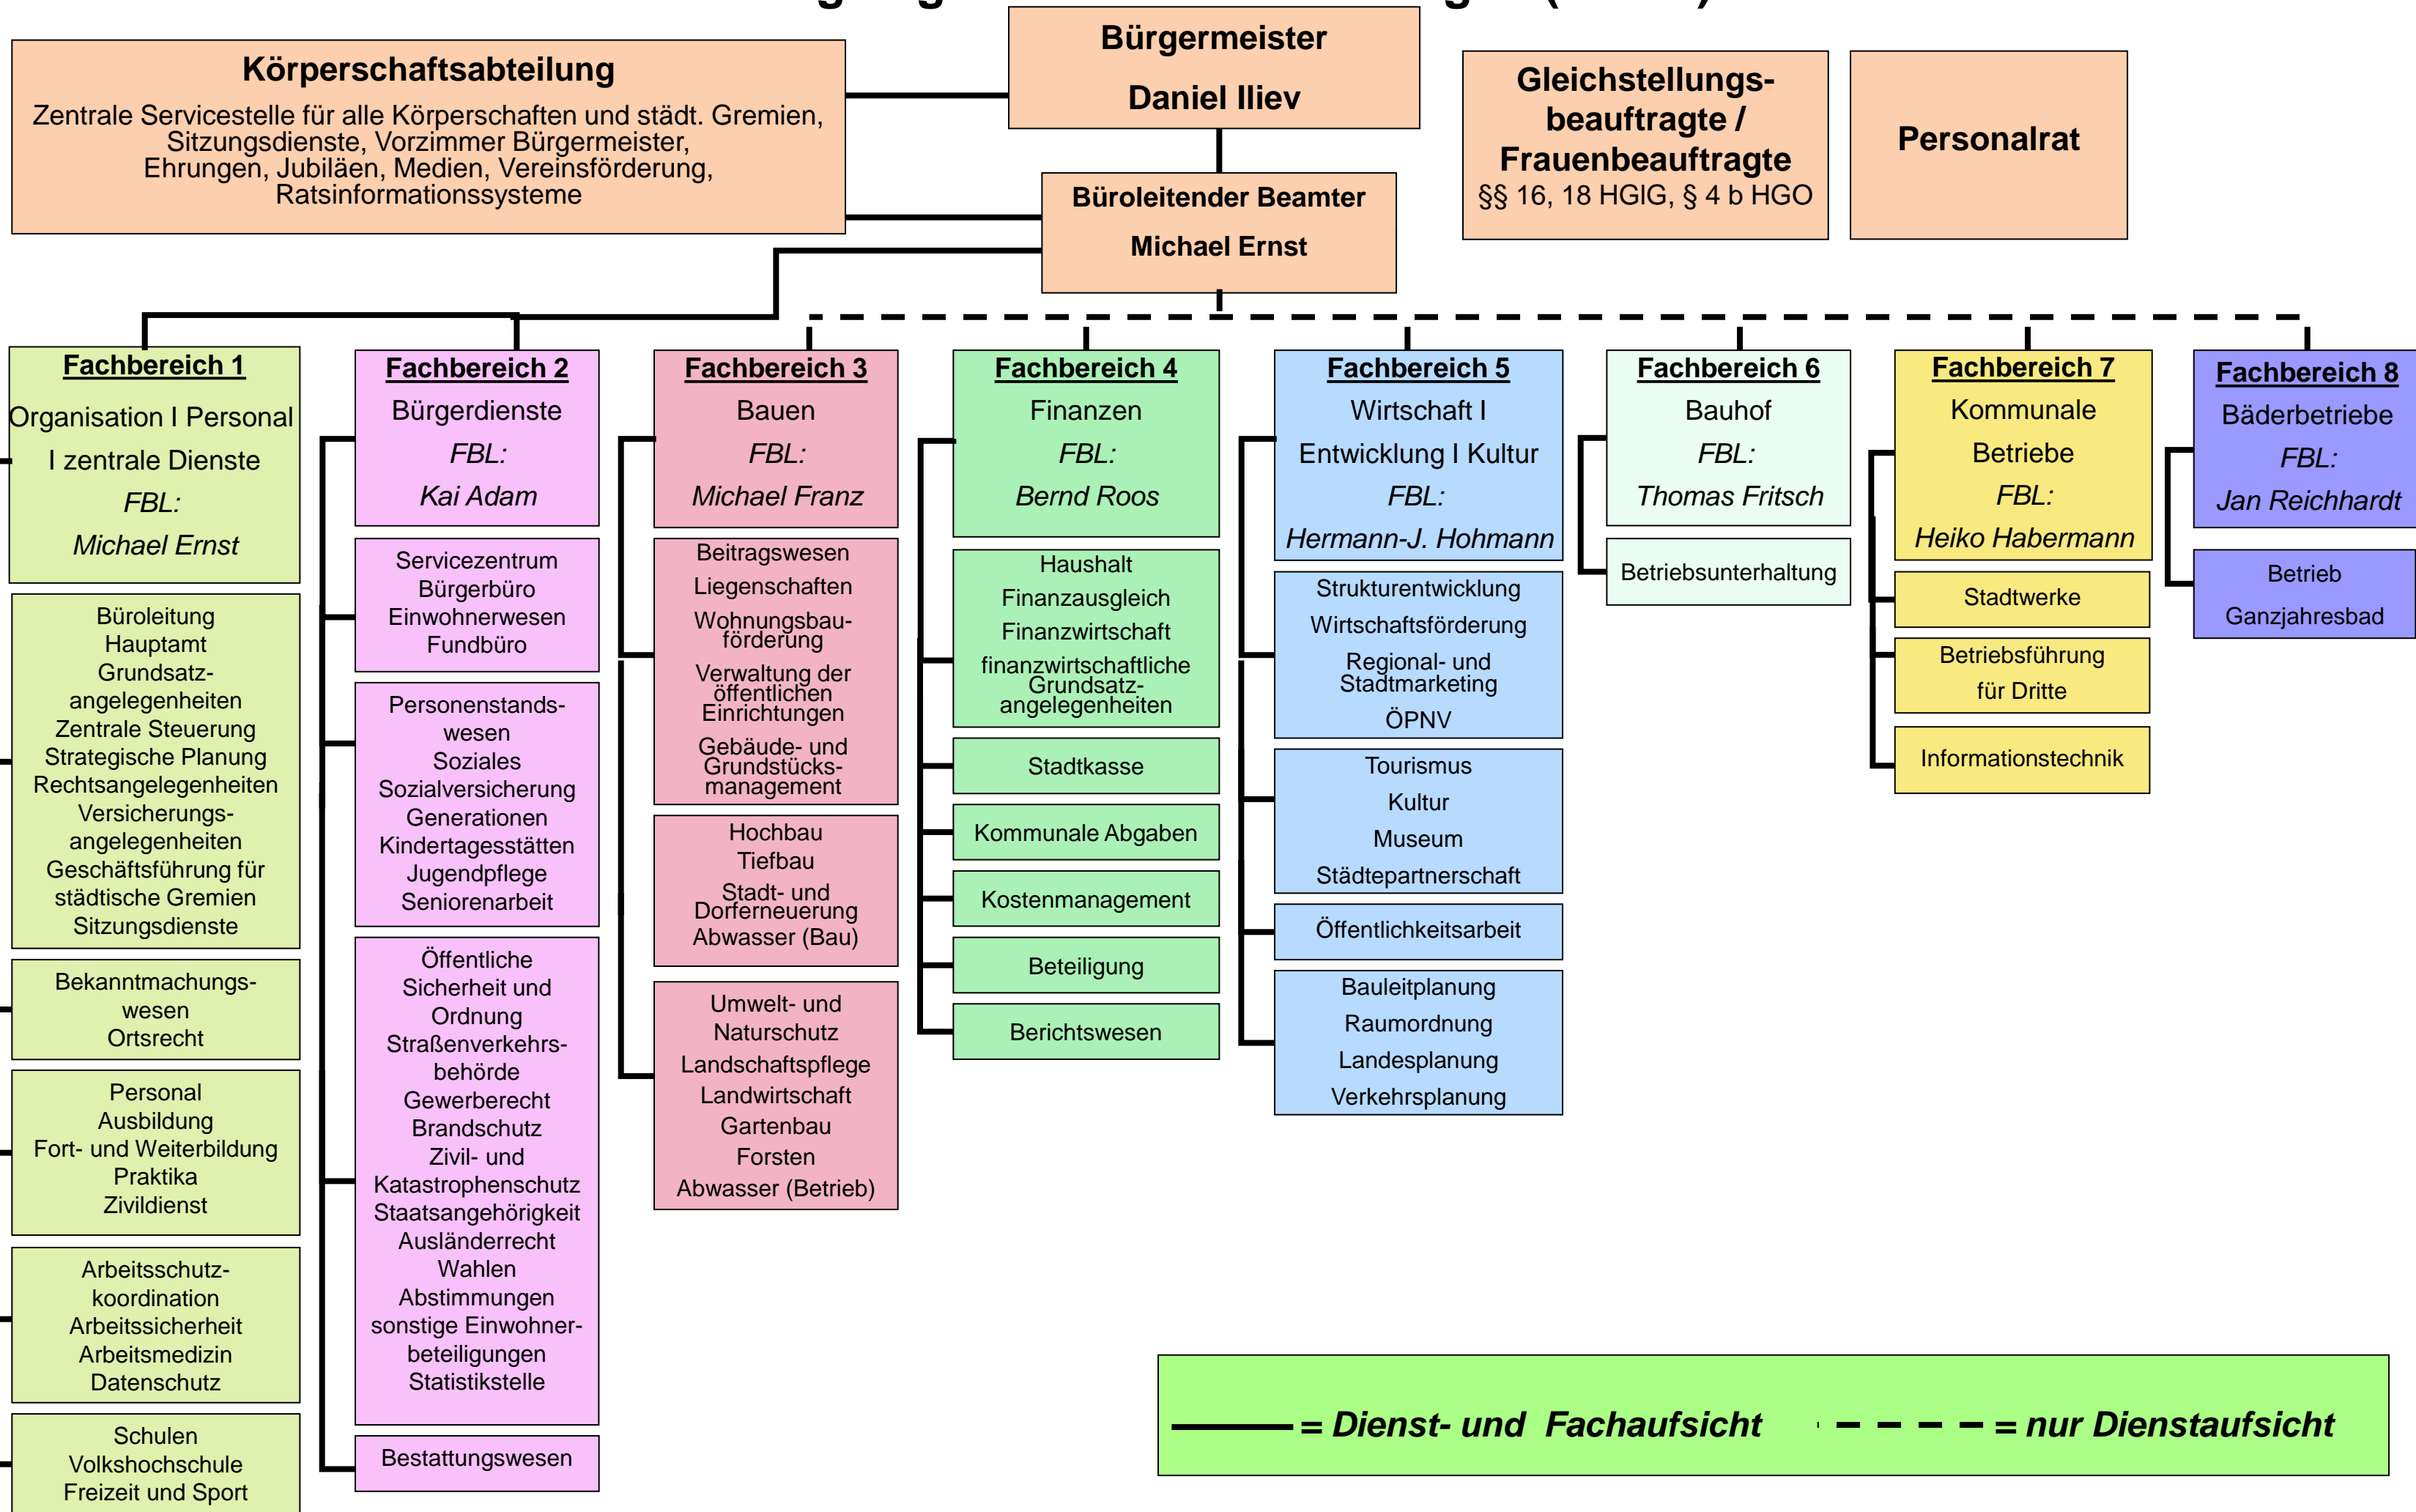 Bürgermeister
Daniel Iliev
Körperschaftsabteilung
Zentrale Servicestelle für alle Körperschaften und städt. Gremien,
Sitzungsdienste, Vorzimmer Bürgermeister,
Ehrungen, Jubiläen, Medien, Vereinsförderung,
Ratsinformationssysteme
Gleichstellungs-
beauftragte /
Frauenbeauftragte
§§ 16, 18 HGlG, § 4 b HGO
Personalrat
Büroleitender Beamter
Michael Ernst
Fachbereich 1
Organisation I Personal
I zentrale Dienste
FBL:
Michael Ernst
Büroleitung
Hauptamt
Grundsatz-
angelegenheiten
Zentrale Steuerung
Strategische Planung
Rechtsangelegenheiten
Versicherungs-
angelegenheiten
Geschäftsführung für
städtische Gremien
Sitzungsdienste
Bekanntmachungs-
wesen
Ortsrecht
Personal
Ausbildung
Fort- und Weiterbildung
Praktika
Zivildienst
Arbeitsschutz-
koordination
Arbeitssicherheit
Arbeitsmedizin
Datenschutz
Schulen
Volkshochschule
Freizeit und Sport
Fachbereich 2
Bürgerdienste
FBL:
Kai Adam
Servicezentrum
Bürgerbüro
Einwohnerwesen
Fundbüro
Personenstands-
wesen
Soziales
Sozialversicherung
Generationen
Kindertagesstätten
Jugendpflege
Seniorenarbeit
Öffentliche
Sicherheit und
Ordnung
Straßenverkehrs-
behörde
Gewerberecht
Brandschutz
Zivil- und
Katastrophenschutz
Staatsangehörigkeit
Ausländerrecht
Wahlen
Abstimmungen
sonstige Einwohner-
beteiligungen
Statistikstelle
Bestattungswesen
Fachbereich 3
Bauen
FBL:
Michael Franz
Beitragswesen
Liegenschaften
Wohnungsbau-
förderung
Verwaltung der
öffentlichen
Einrichtungen
Gebäude- und
Grundstücks-
management
Hochbau
Tiefbau
Stadt- und
Dorferneuerung
Abwasser (Bau)
Umwelt- und
Naturschutz
Landschaftspflege
Landwirtschaft
Gartenbau
Forsten
Abwasser (Betrieb)
Fachbereich 4
Finanzen
FBL:
Bernd Roos
Haushalt
Finanzausgleich
Finanzwirtschaft
finanzwirtschaftliche
Grundsatz-
angelegenheiten
Stadtkasse
Kommunale Abgaben
Kostenmanagement
Beteiligung
Berichtswesen
Fachbereich 5
Wirtschaft I
Entwicklung I Kultur
FBL:
Hermann-J. Hohmann
Strukturentwicklung
Wirtschaftsförderung
Regional- und
Stadtmarketing
ÖPNV
Tourismus
Kultur
Museum
Städtepartnerschaft
Öffentlichkeitsarbeit
Bauleitplanung
Raumordnung
Landesplanung
Verkehrsplanung
Fachbereich 6
Bauhof
FBL:
Thomas Fritsch
Betriebsunterhaltung
Fachbereich 7
Kommunale
Betriebe
FBL:
Heiko Habermann
Stadtwerke
Betriebsführung
für Dritte
Informationstechnik
Fachbereich 8
Bäderbetriebe
FBL:
Jan Reichhardt
Betrieb
Ganzjahresbad
= Dienst- und Fachaufsicht
= nur Dienstaufsicht